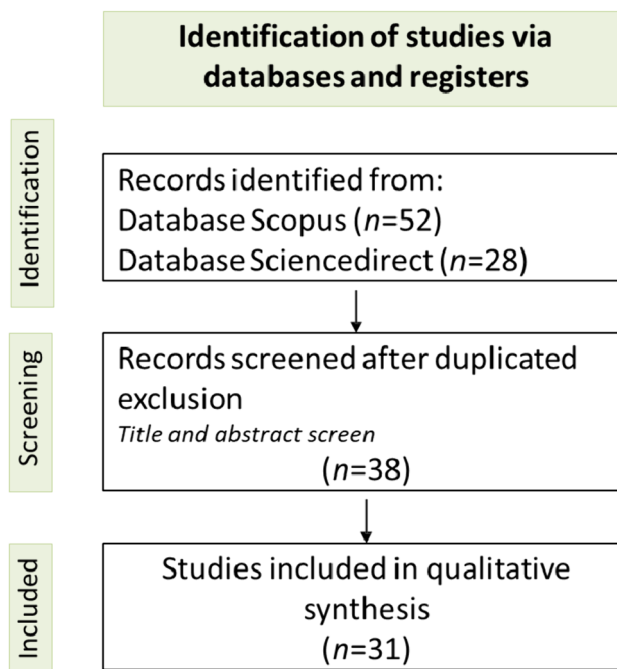 Identification of studies via
databases and registers
Identification
Records identified from:
Database Scopus (n=52)
Database Sciencedirect (n=28)
Screening
Records screened after duplicated
exclusion
Title and abstract screen
(n=38)
Included
Studies included in qualitative
synthesis
(n=31)